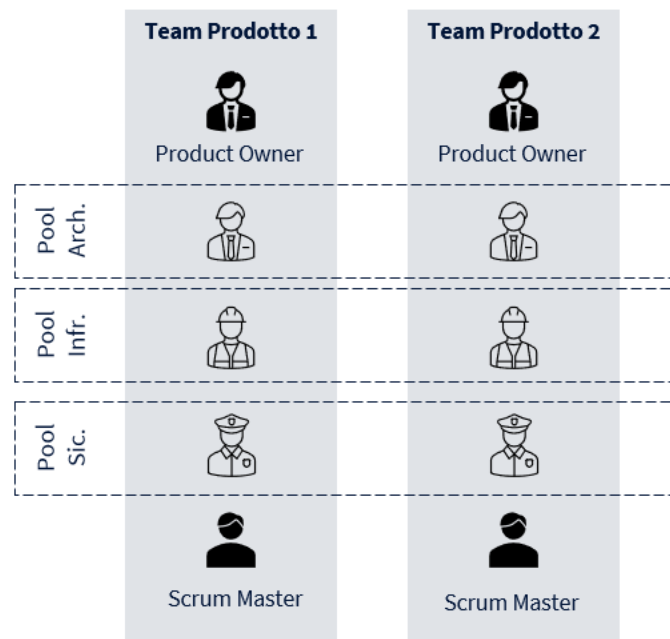 Team Prodotto 1
Team Prodotto 2
Product Owner
Product Owner
Pool
Arch.
Pool
Infr.
Pool
Sic.
Scrum Master
Scrum Master